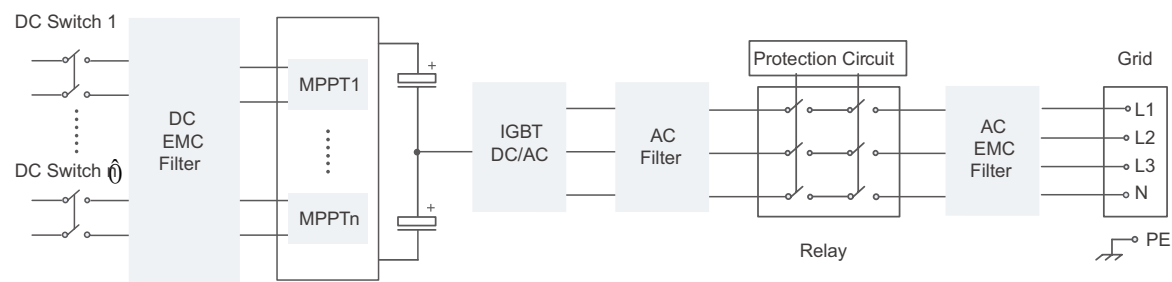 DC Switch 1
DC
EMC
Filter
DC Switch n
MPPT1
MPPTn
+
+
IGBT
DC/AC
AC
Filter
Protection Circuit
Relay
AC
EMC
Filter
Grid
L1
L2
L3
N
PE